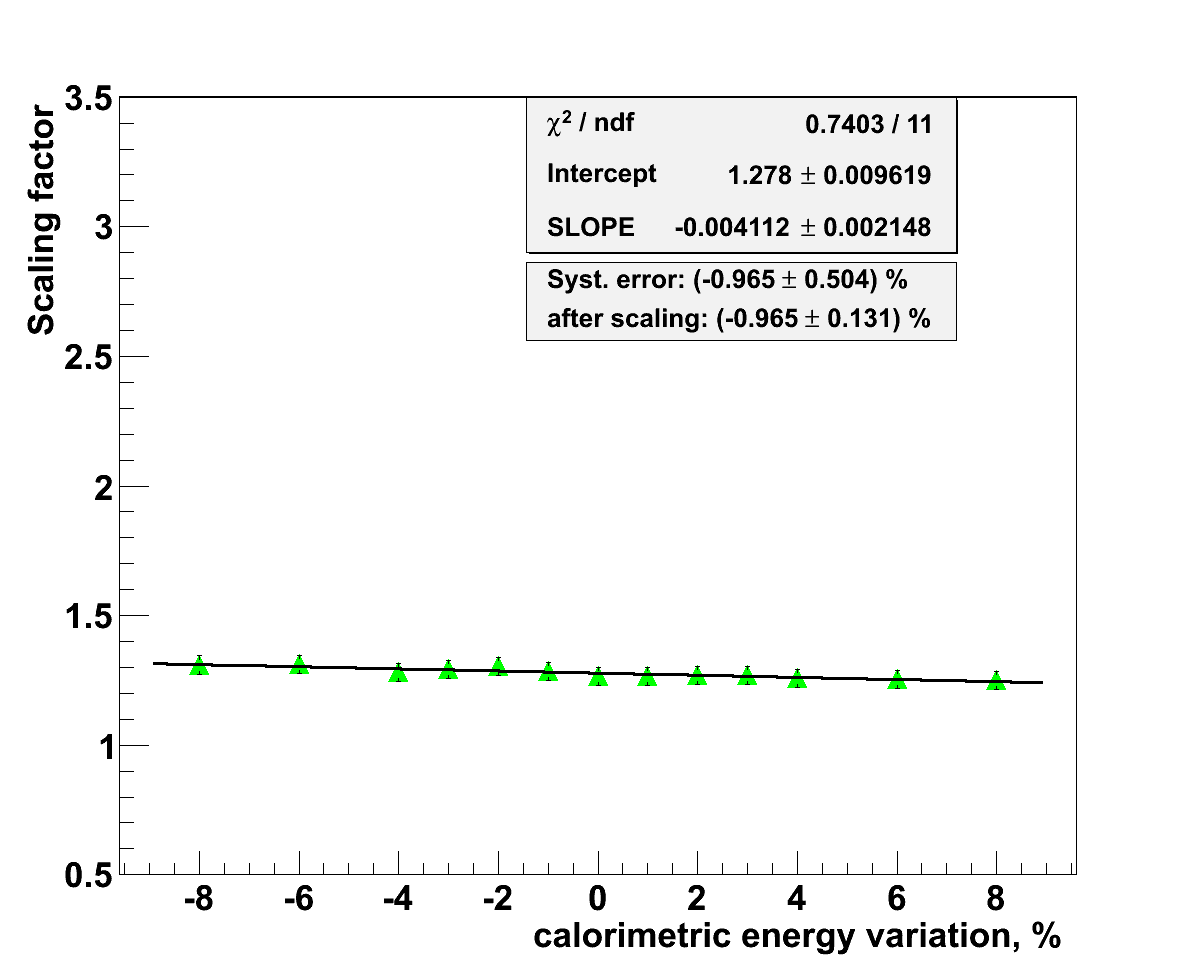 3.5
3
2.5
2
1.5
1
0.5
Scaling factor
χ² / ndf 0.7403 / 11
Intercept 1.278 ± 0.009619
SLOPE -0.004112 ± 0.002148
Syst. error: (-0.965 ± 0.504) %
after scaling: (-0.965 ± 0.131) %
-8 -6 -4 -2 0 2 4 6 8
calorimetric energy variation, %